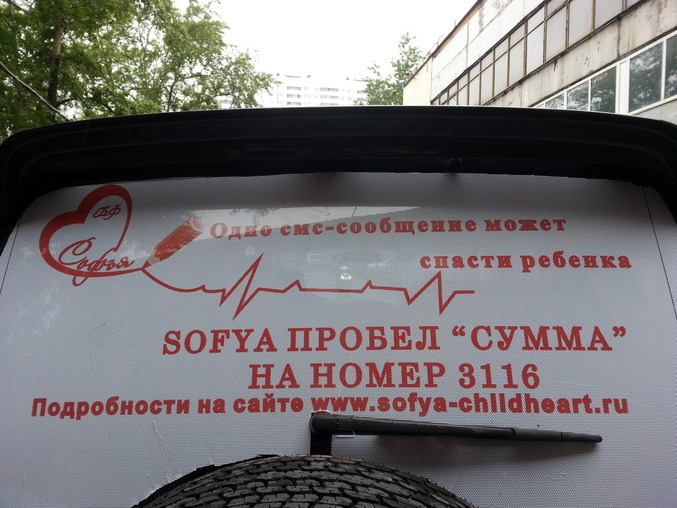 БФ
Софья
Одно смс-сообщение может
спасти ребенка
SOFYA ПРОБЕЛ “СУММА”
НА НОМЕР 3116
Подробности на сайте www.sofya-childheart.ru